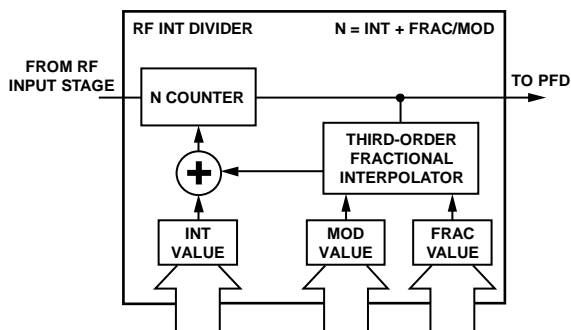 RF INT DIVIDER
N = INT + FRAC/MOD
FROM RF
INPUT STAGE
N COUNTER
TO PFD
THIRD-ORDER
FRACTIONAL
INTERPOLATOR
+
INT
VALUE
MOD
VALUE
FRAC
VALUE